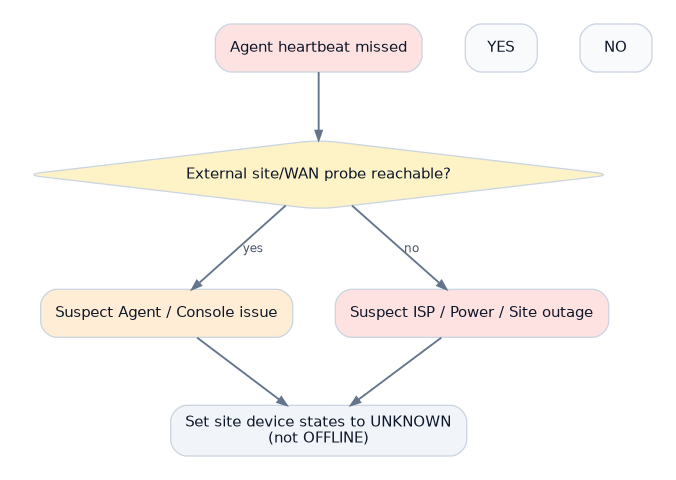 Agent heartbeat missed
YES
NO
External site/WAN probe reachable?
yes
no
Suspect Agent / Console issue
Suspect ISP / Power / Site outage
Set site device states to UNKNOWN
(not OFFLINE)